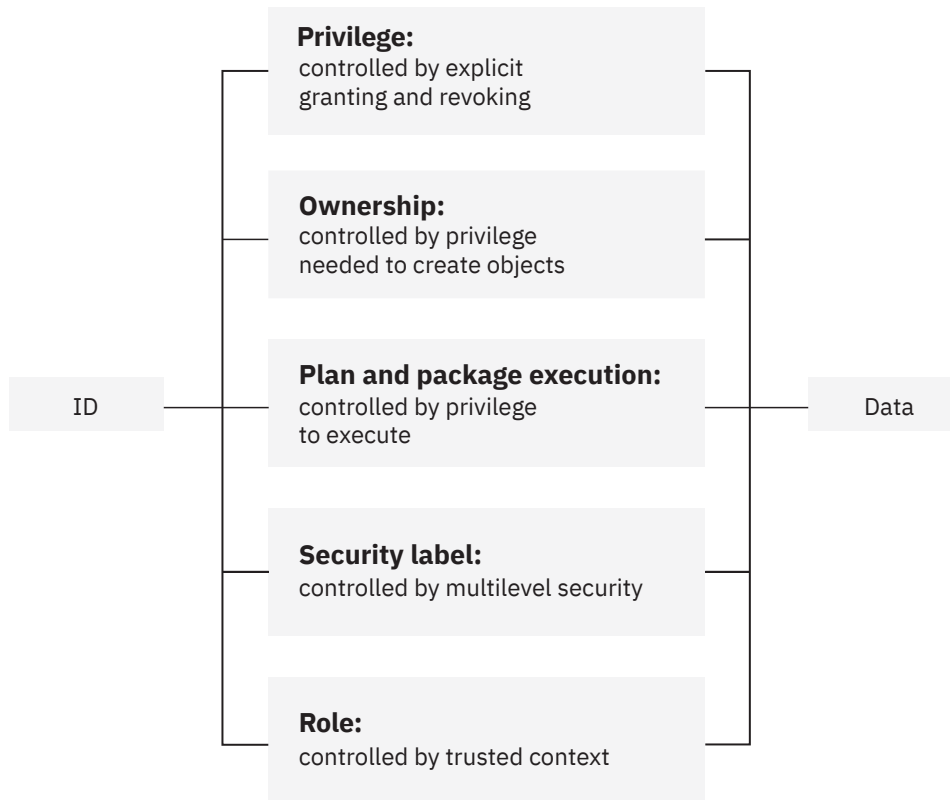 Privilege:
controlled by explicit
granting and revoking
Ownership:
controlled by privilege
needed to create objects
Plan and package execution:
controlled by privilege
to execute
ID
Data
Security label:
controlled by multilevel security
Role:
controlled by trusted context